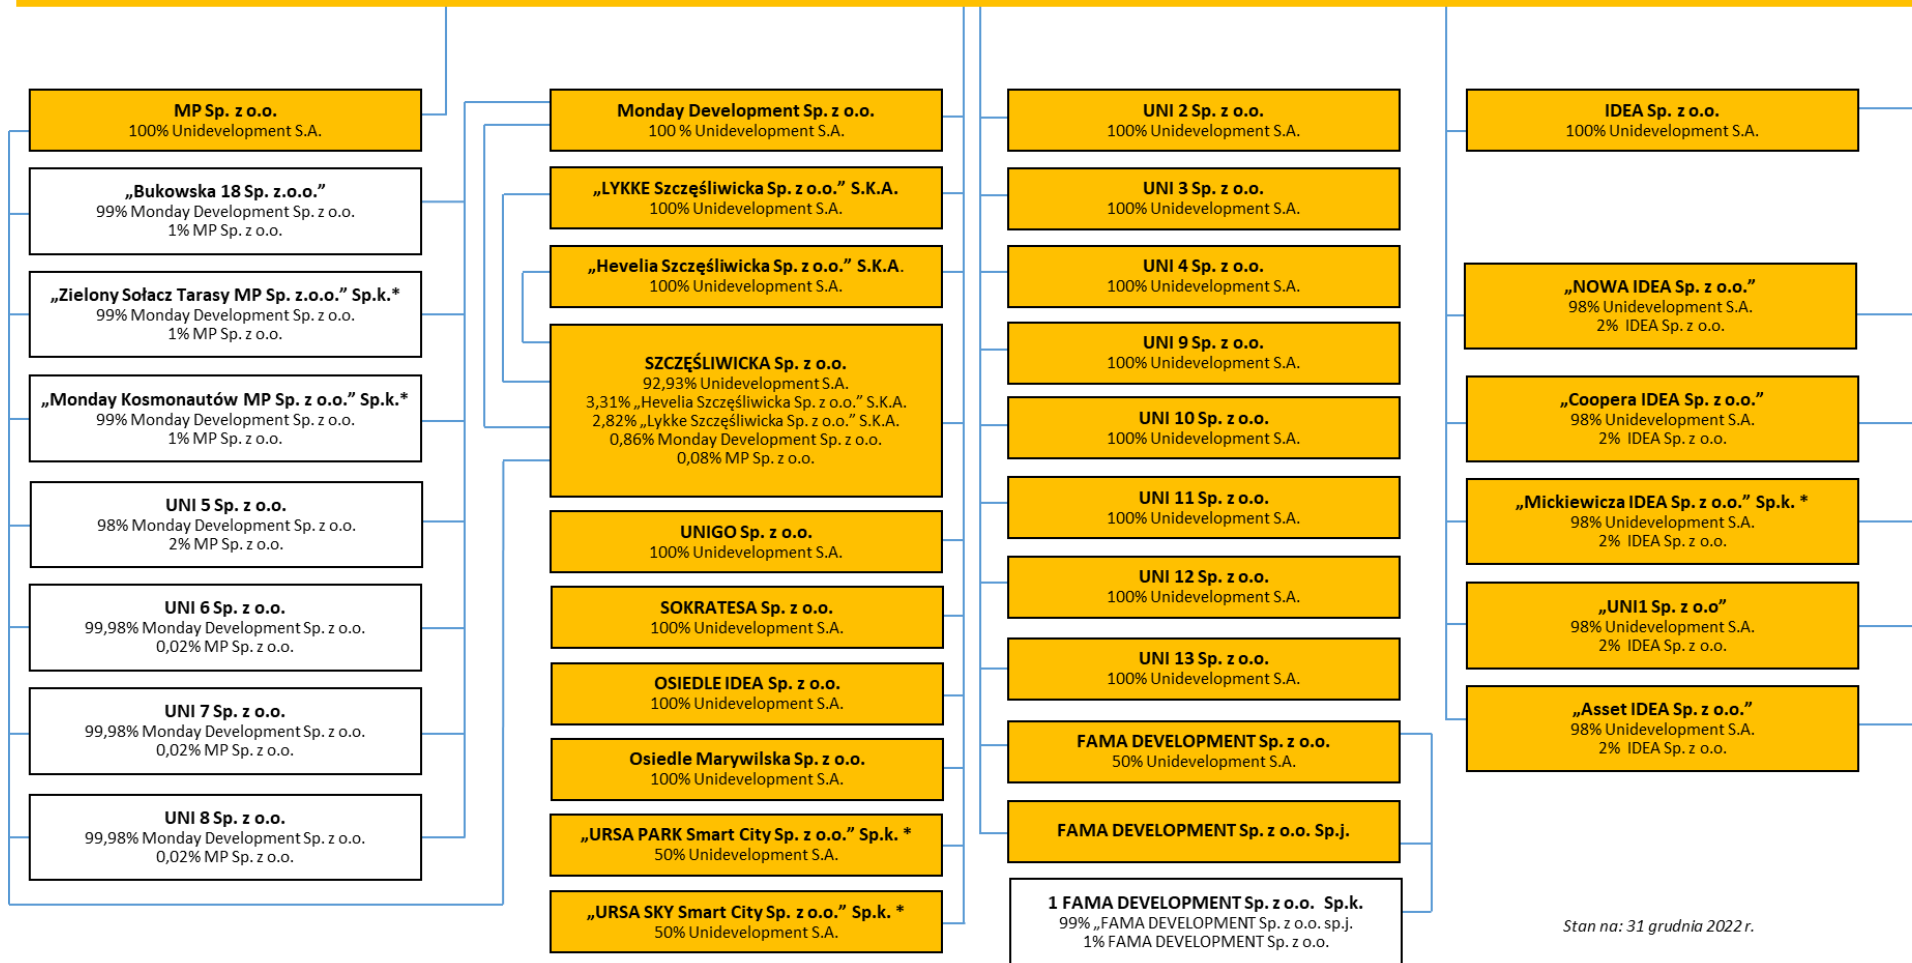 MP Sp. z o.o.
100% Unidevelopment S.A.
„Bukowska 18 Sp. z.o.o.”
99% Monday Development Sp. z o.o.
1% MP Sp. z o.o.
„Zielony Sołacz Tarasy MP Sp. z.o.o.” Sp.k.*
99% Monday Development Sp. z o.o.
1% MP Sp. z o.o.
„Monday Kosmonautów MP Sp. z o.o.” Sp.k.*
99% Monday Development Sp. z o.o.
1% MP Sp. z o.o.
UNI 5 Sp. z o.o.
98% Monday Development Sp. z o.o.
2% MP Sp. z o.o.
UNI 6 Sp. z o.o.
99,98% Monday Development Sp. z o.o.
0,02% MP Sp. z o.o.
UNI 7 Sp. z o.o.
99,98% Monday Development Sp. z o.o.
0,02% MP Sp. z o.o.
UNI 8 Sp. z o.o.
99,98% Monday Development Sp. z o.o.
0,02% MP Sp. z o.o.
Monday Development Sp. z o.o.
100 % Unidevelopment S.A.
„LYKKE Szczęśliwicka Sp. z o.o.” S.K.A.
100% Unidevelopment S.A.
„Hevelia Szczęśliwicka Sp. z o.o.” S.K.A.
100% Unidevelopment S.A.
SZCZĘŚLIWICKA Sp. z o.o.
92,93% Unidevelopment S.A.
3,31% „Hevelia Szczęśliwicka Sp. z o.o.” S.K.A.
2,82% „Lykke Szczęśliwicka Sp. z o.o.” S.K.A.
0,86% Monday Development Sp. z o.o.
0,08% MP Sp. z o.o.
UNIGO Sp. z o.o.
100% Unidevelopment S.A.
SOKRATESA Sp. z o.o.
100% Unidevelopment S.A.
OSIEDLE IDEA Sp. z o.o.
100% Unidevelopment S.A.
Osiedle Marywilska Sp. z o.o.
100% Unidevelopment S.A.
„URSA PARK Smart City Sp. z o.o.” Sp.k. *
50% Unidevelopment S.A.
„URSA SKY Smart City Sp. z o.o.” Sp.k. *
50% Unidevelopment S.A.
UNI 2 Sp. z o.o.
100% Unidevelopment S.A.
UNI 3 Sp. z o.o.
100% Unidevelopment S.A.
UNI 4 Sp. z o.o.
100% Unidevelopment S.A.
UNI 9 Sp. z o.o.
100% Unidevelopment S.A.
UNI 10 Sp. z o.o.
100% Unidevelopment S.A.
UNI 11 Sp. z o.o.
100% Unidevelopment S.A.
UNI 12 Sp. z o.o.
100% Unidevelopment S.A.
UNI 13 Sp. z o.o.
100% Unidevelopment S.A.
FAMA DEVELOPMENT Sp. z o.o.
50% Unidevelopment S.A.
FAMA DEVELOPMENT Sp. z o.o. Sp.j.
1 FAMA DEVELOPMENT Sp. z o.o. Sp.k.
99% „FAMA DEVELOPMENT Sp. z o.o. sp.j.
1% FAMA DEVELOPMENT Sp. z o.o.
IDEA Sp. z o.o.
100% Unidevelopment S.A.
„NOWA IDEA Sp. z o.o.”
98% Unidevelopment S.A.
2% IDEA Sp. z o.o.
„Coopera IDEA Sp. z o.o.”
98% Unidevelopment S.A.
2% IDEA Sp. z o.o.
„Mickiewicza IDEA Sp. z o.o.” Sp.k. *
98% Unidevelopment S.A.
2% IDEA Sp. z o.o.
„UNI1 Sp. z o.o”
98% Unidevelopment S.A.
2% IDEA Sp. z o.o.
„Asset IDEA Sp. z o.o.”
98% Unidevelopment S.A.
2% IDEA Sp. z o.o.
Stan na: 31 grudnia 2022 r.